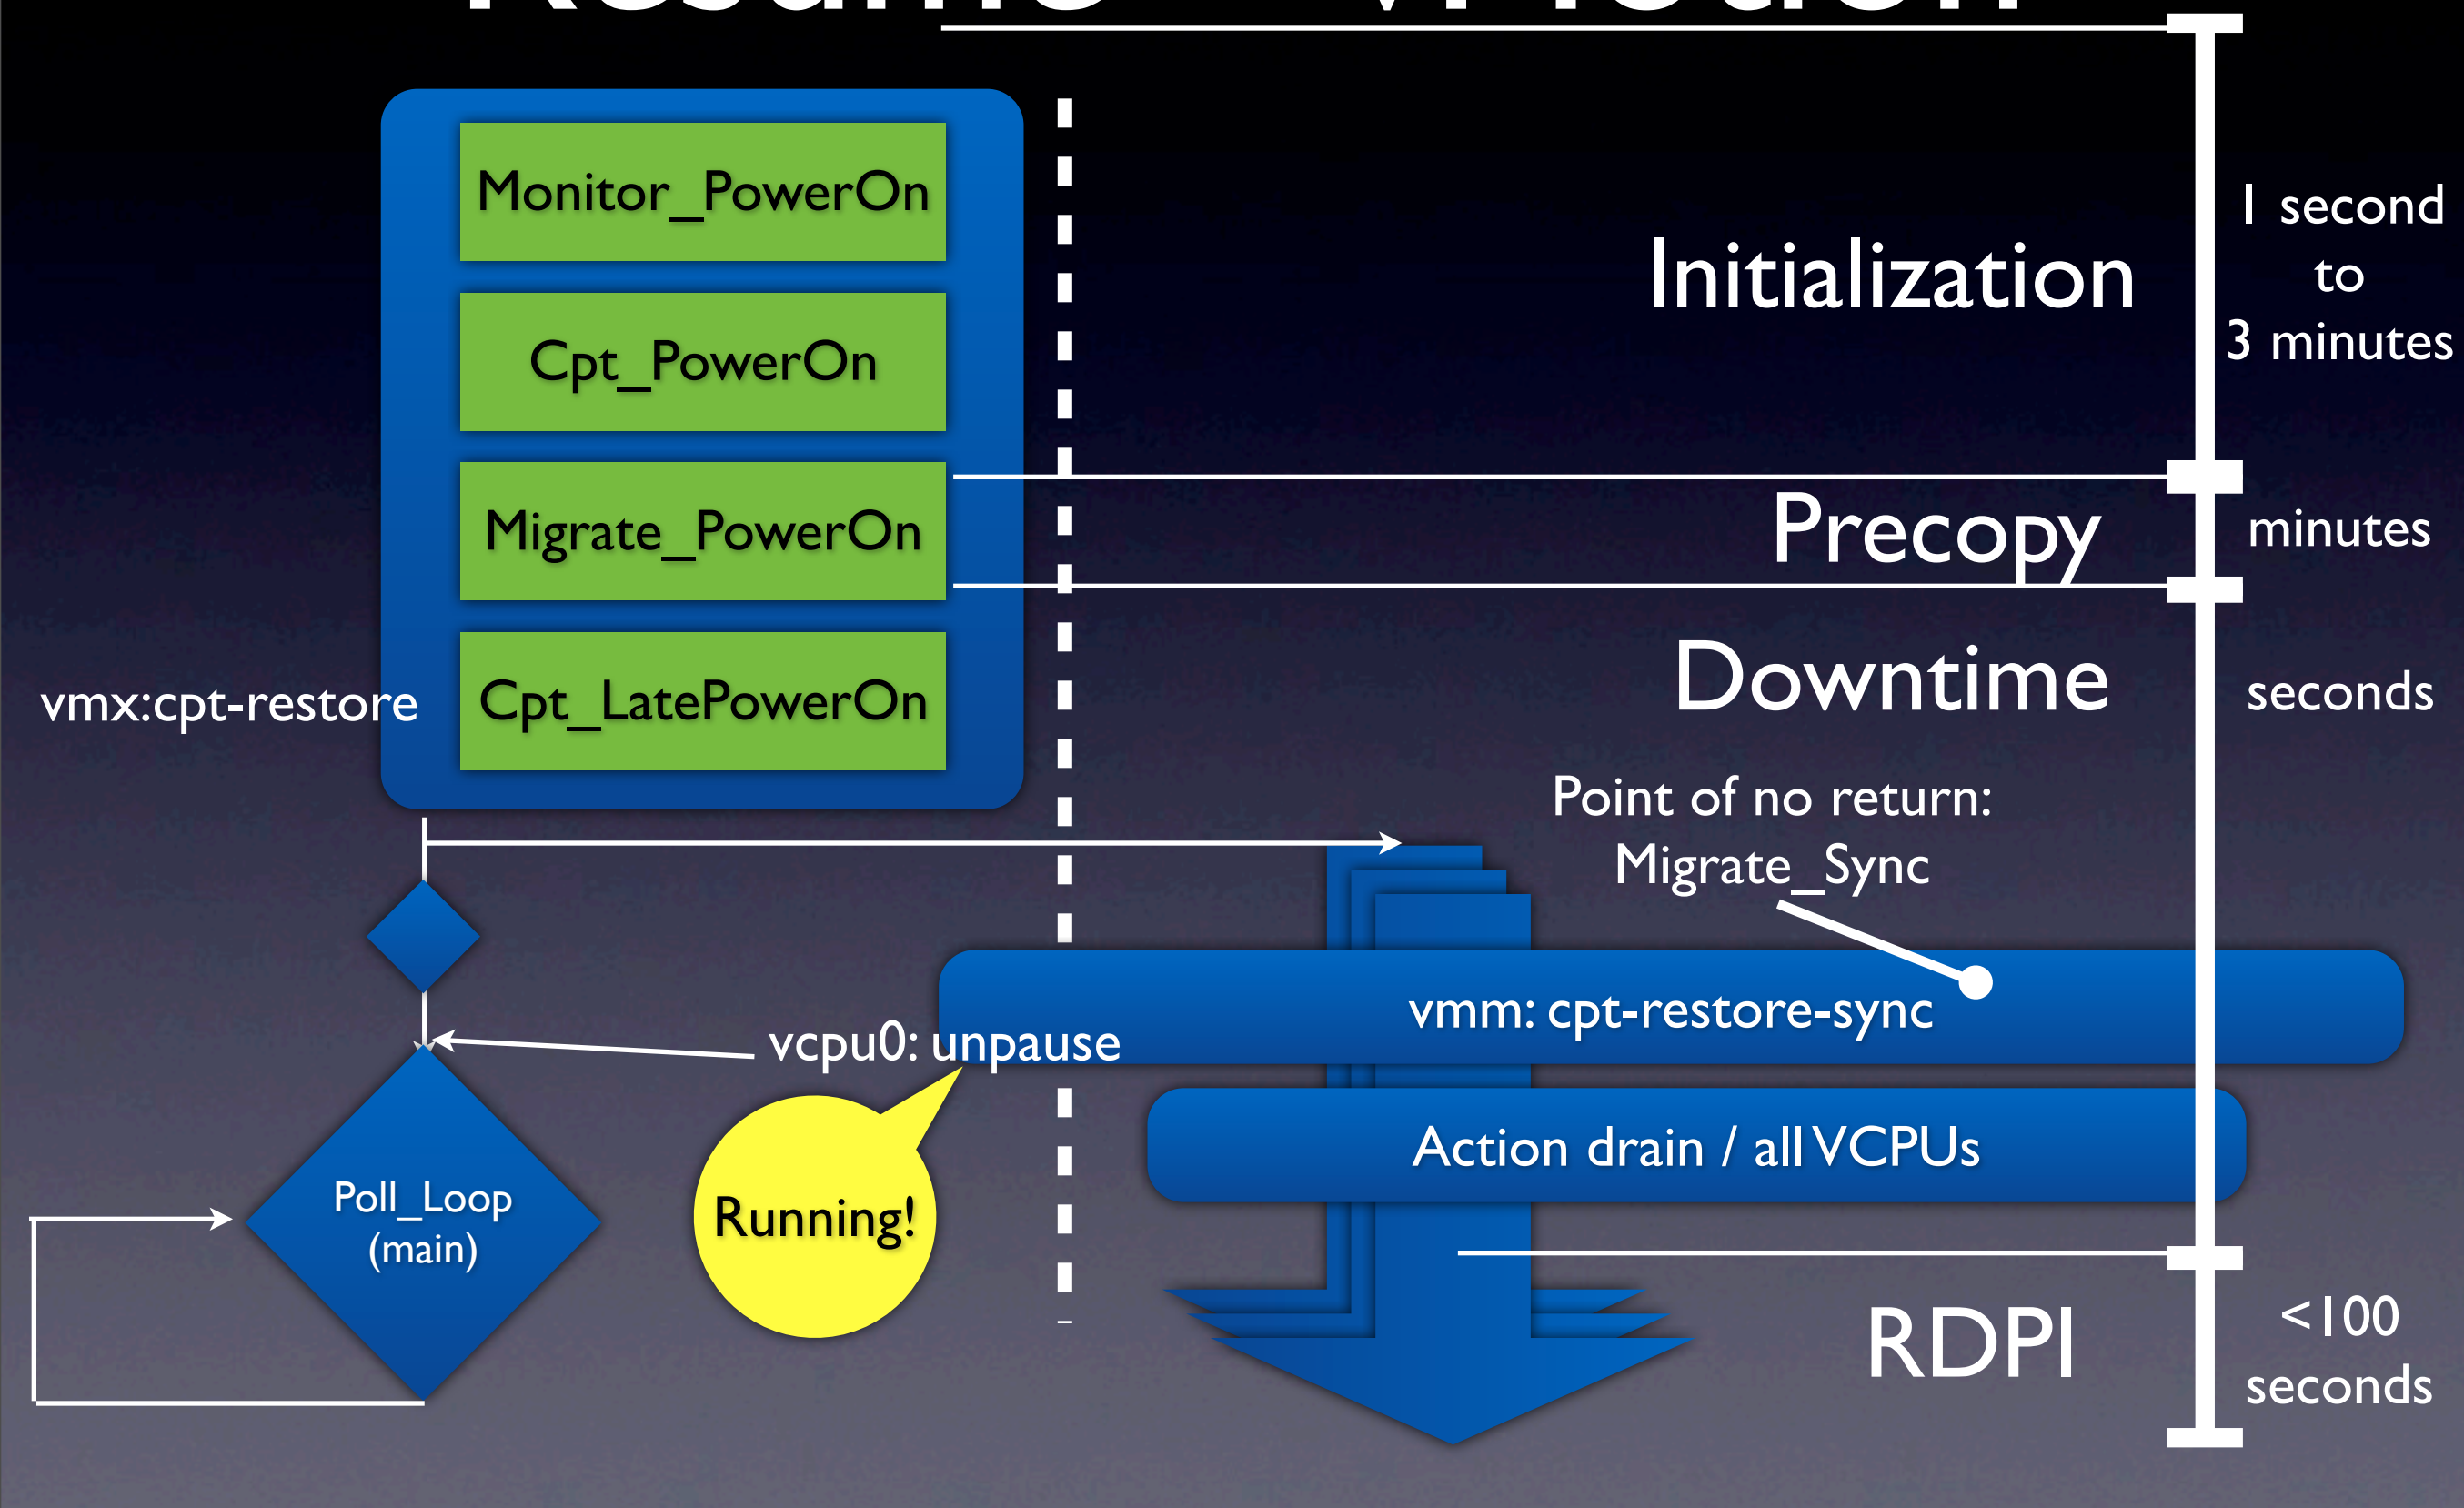 Monitor_PowerOn
Cpt_PowerOn
Migrate_PowerOn
Cpt_LatePowerOn
vmx:cpt-restore
Initialization
1 second
to
3 minutes
Precopy
minutes
Downtime
seconds
Point of no return:
Migrate_Sync
vmm: cpt-restore-sync
vcpu0: unpause
Action drain / all VCPUs
Running!
Poll_Loop
(main)
RDPI
<100
seconds